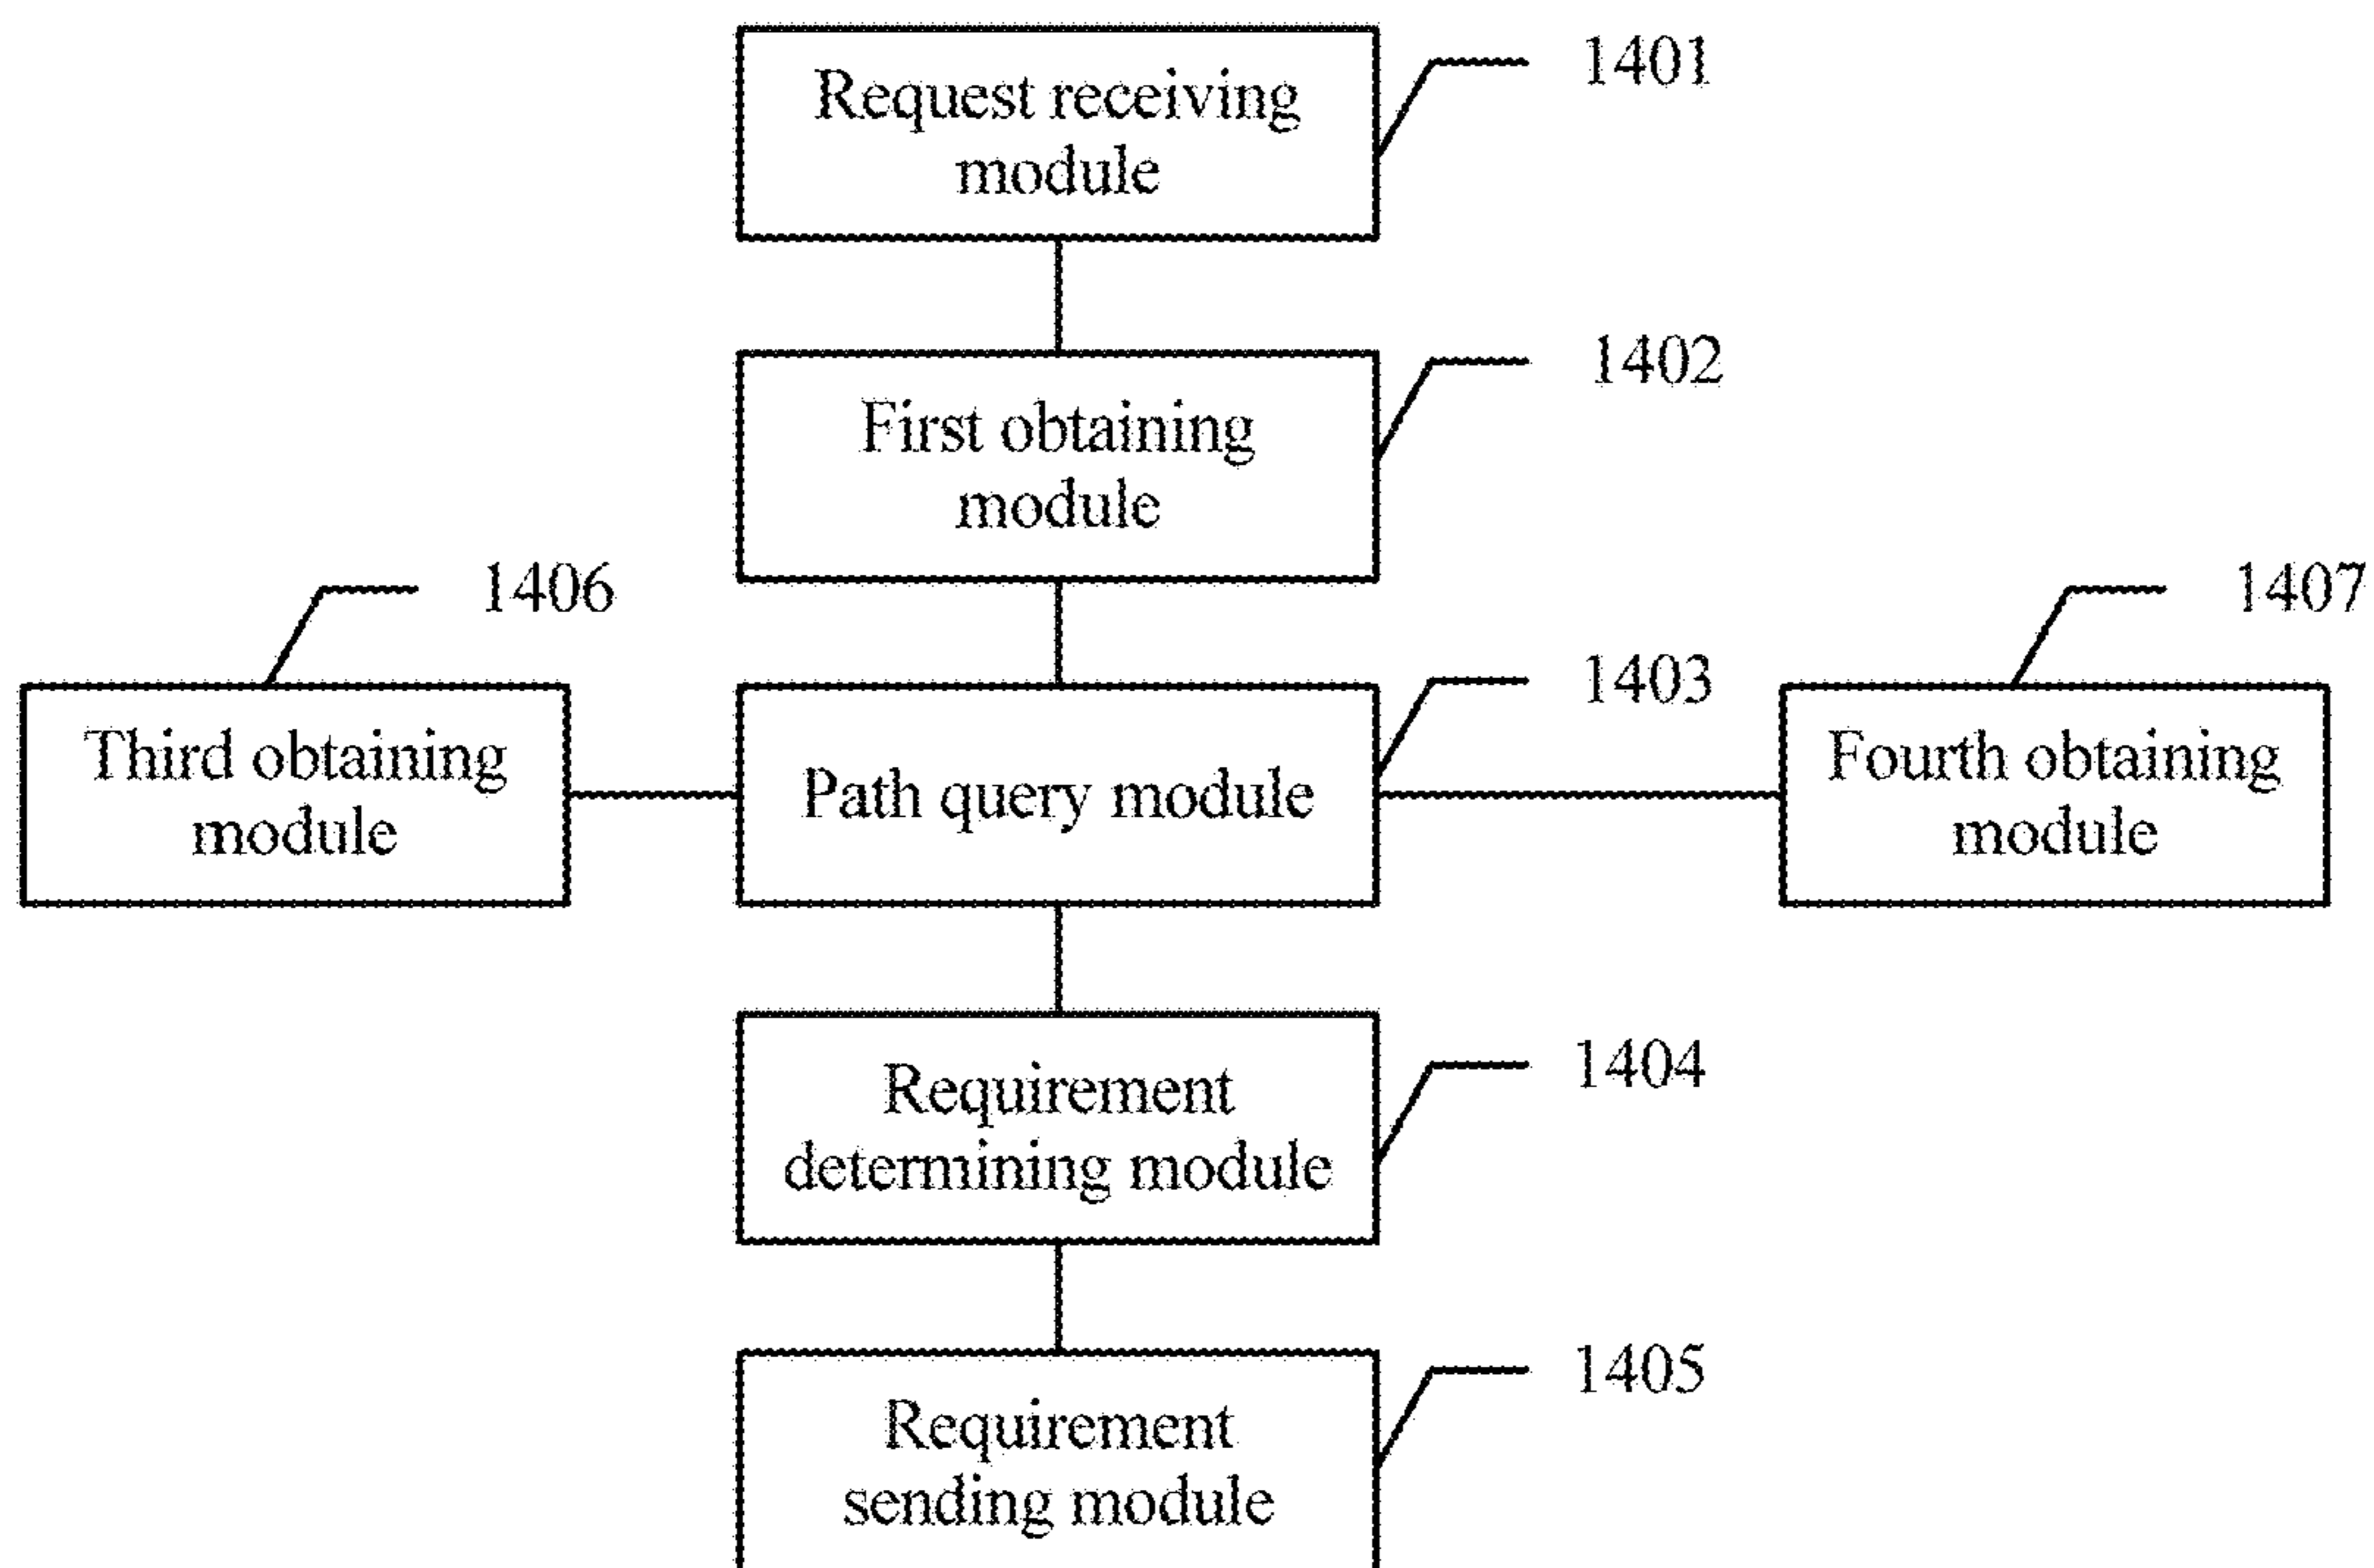 Request receiving
module
1401
First obtaining
module
1402
1406
1407
Third obtaining
module
Path query module
1403
Fourth obtaining
module
Requirement
determining module
1404
Requirement
sending module
1405